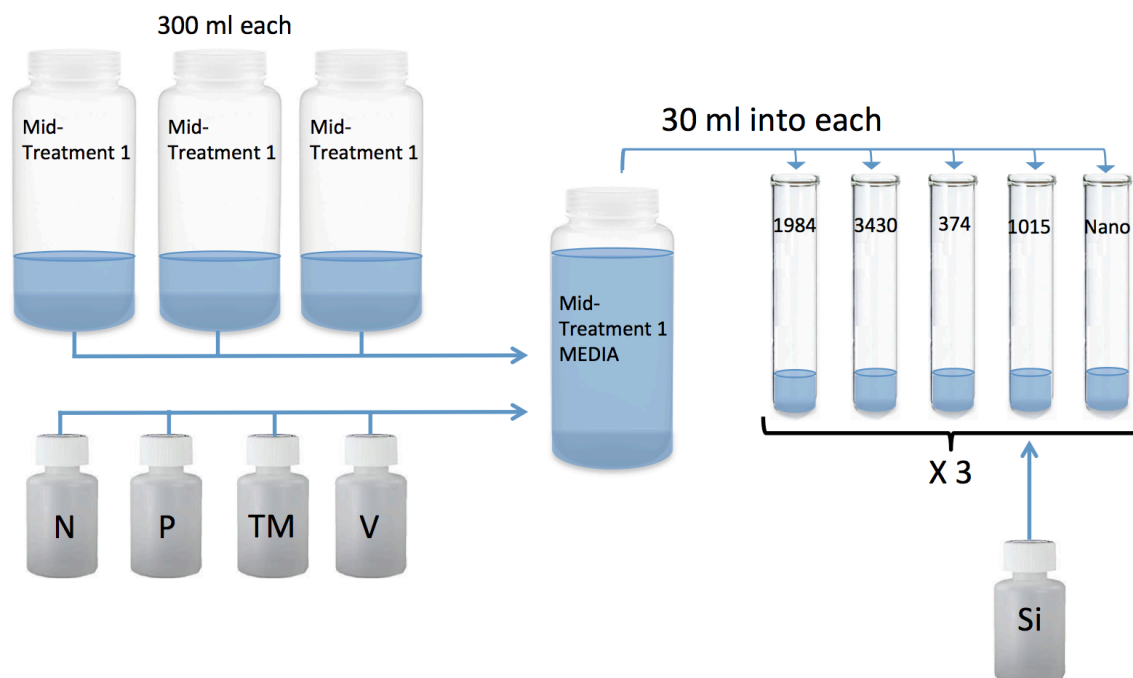 300 ml each
Mid-
Treatment 1
Mid-
Treatment 1
Mid-
Treatment 1
30 ml into each
1984
3430
374
1015
Nano
Mid-
Treatment 1
MEDIA
X 3
N
P
TM
V
Si